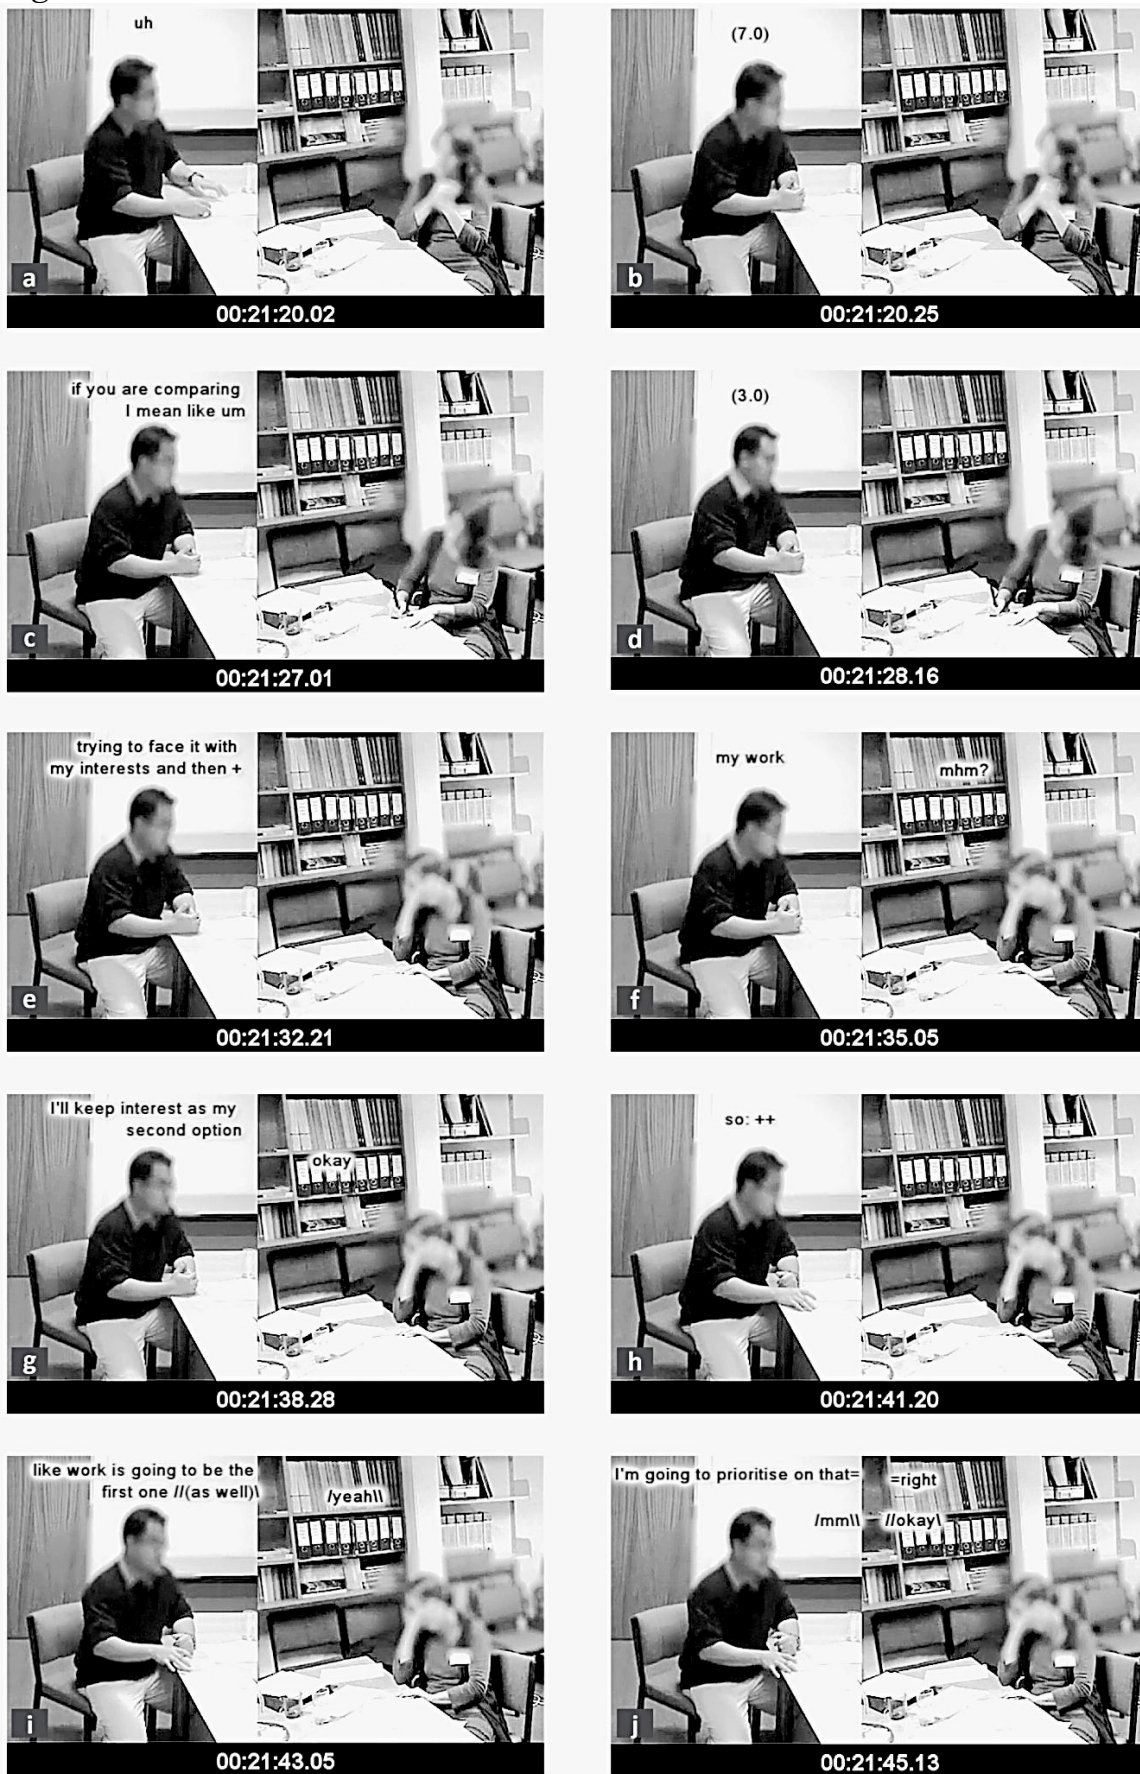 uh
a
00:21:20.02
(7.0)
b
00:21:20.25
if you are comparing
I mean like um
c
00:21:27.01
(3.0)
d
00:21:28.16
trying to face it with
my interests and then +
e
00:21:32.21
my work
mhm?
f
00:21:35.05
I'll keep interest as my
second option
okay
g
00:21:38.28
so: ++
h
00:21:41.20
like work is going to be the
first one //(as well)\
/yeah\\
i
00:21:43.05
I'm going to prioritise on that=
=right
/mm\\
//okay\
j
00:21:45.13